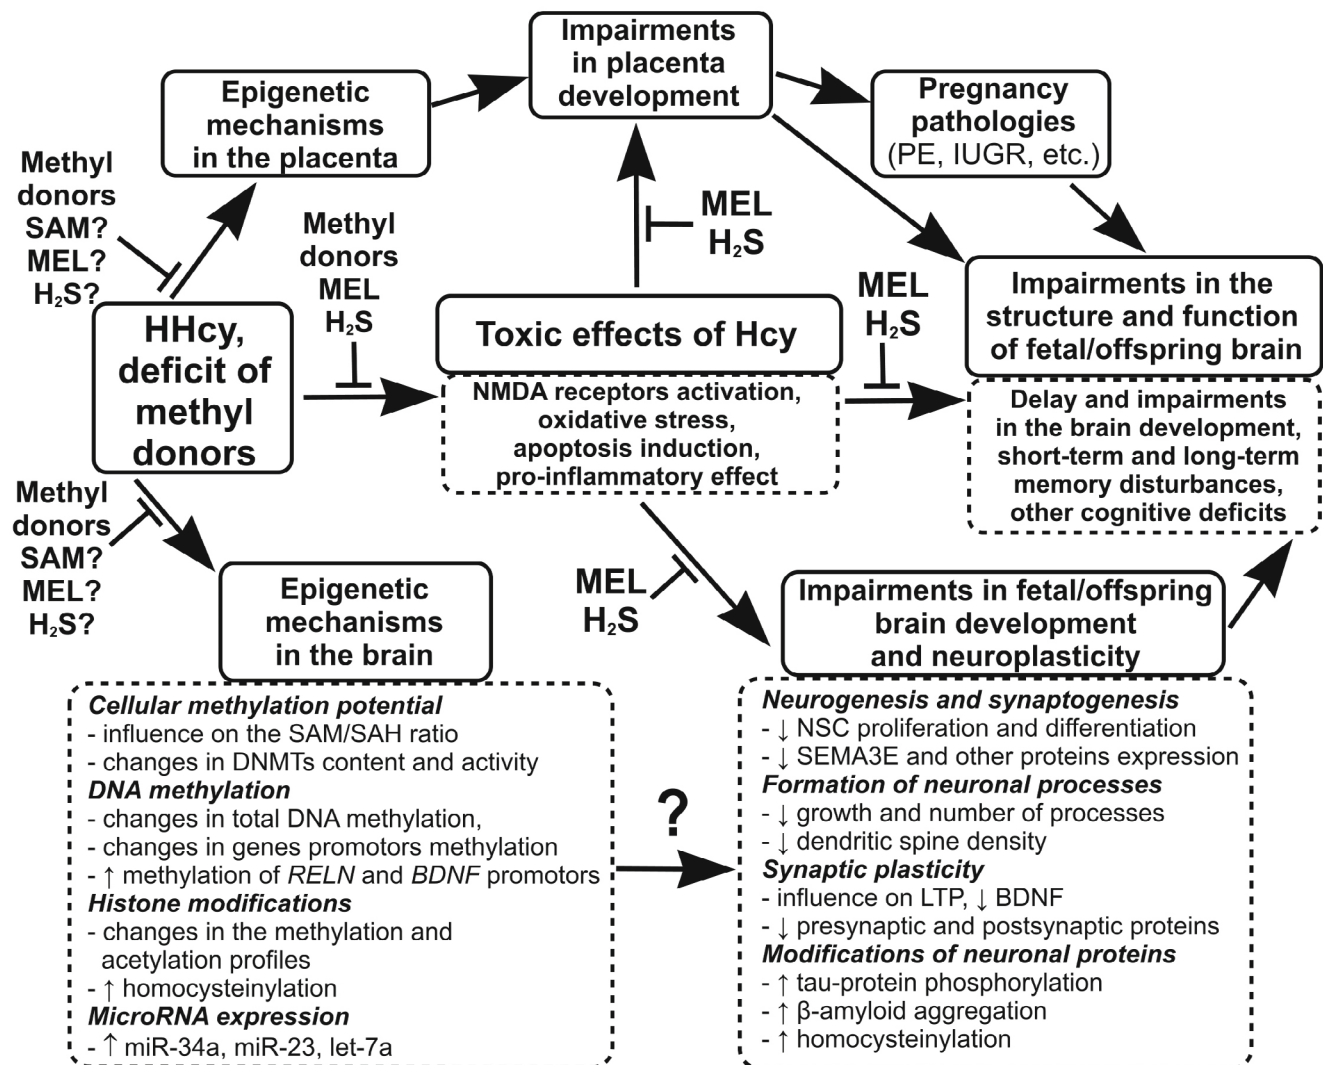 Impairments
in placenta
development
Epigenetic
mechanisms
in the placenta
Pregnancy
pathologies
(PE, IUGR, etc.)
Methyl
donors
SAM?
MEL?
H₂S?
Methyl
donors
MEL
H₂S
MEL
H₂S
MEL
H₂S
Impairments in the
structure and function
of fetal/offspring brain
HHcy,
deficit of
methyl
donors
Toxic effects of Hcy
NMDA receptors activation,
oxidative stress,
apoptosis induction,
pro-inflammatory effect
Delay and impairments
in the brain development,
short-term and long-term
memory disturbances,
other cognitive deficits
Methyl
donors
SAM?
MEL?
H₂S?
MEL
H₂S
Epigenetic
mechanisms
in the brain
Impairments in fetal/offspring
brain development
and neuroplasticity
Cellular methylation potential
- influence on the SAM/SAH ratio
- changes in DNMTs content and activity
DNA methylation
- changes in total DNA methylation,
- changes in genes promotors methylation
- ↑ methylation of RELN and BDNF promotors
Histone modifications
- changes in the methylation and
acetylation profiles
- ↑ homocysteinylation
MicroRNA expression
- ↑ miR-34a, miR-23, let-7a
?
Neurogenesis and synaptogenesis
- ↓ NSC proliferation and differentiation
- ↓ SEMA3E and other proteins expression
Formation of neuronal processes
- ↓ growth and number of processes
- ↓ dendritic spine density
Synaptic plasticity
- influence on LTP, ↓ BDNF
- ↓ presynaptic and postsynaptic proteins
Modifications of neuronal proteins
- ↑ tau-protein phosphorylation
- ↑ β-amyloid aggregation
- ↑ homocysteinylation